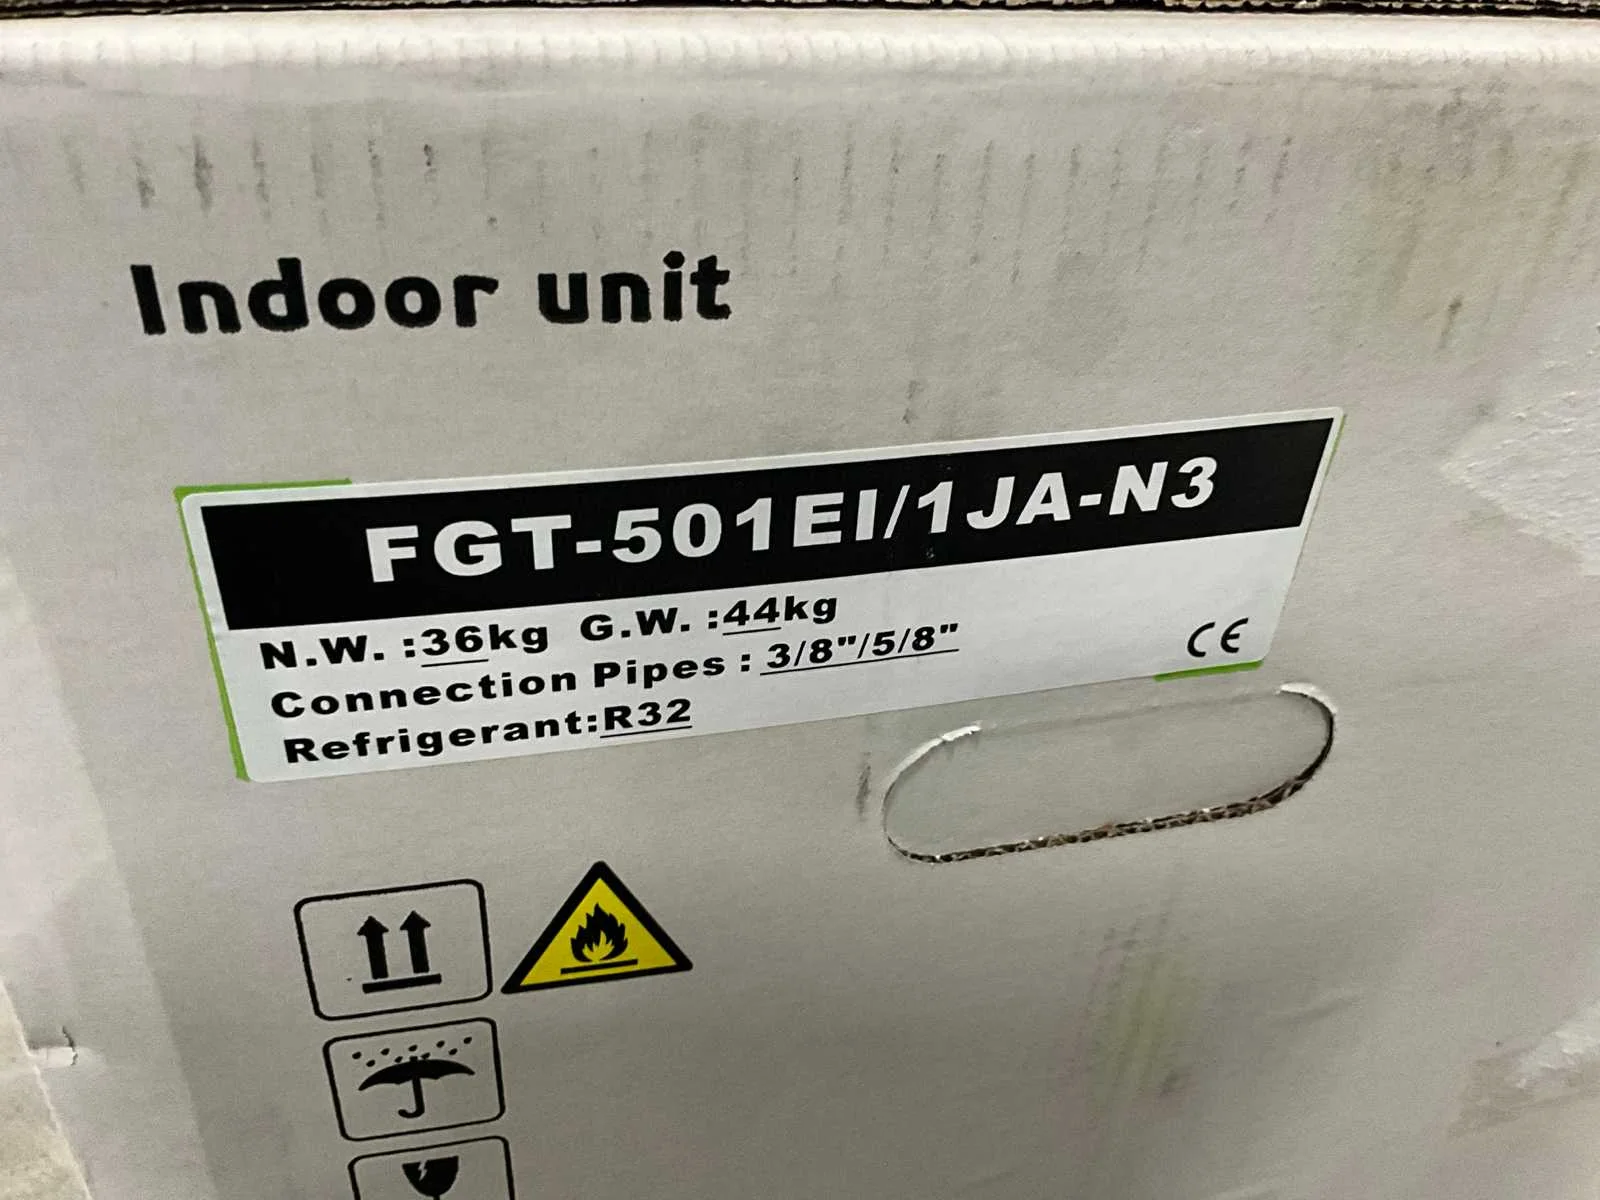 Indoor unit
FGT-501EI/1JA-N3
N.W. :36kg G.W. :44kg
Connection Pipes : 3/8"/5/8"
Refrigerant:R32
CE